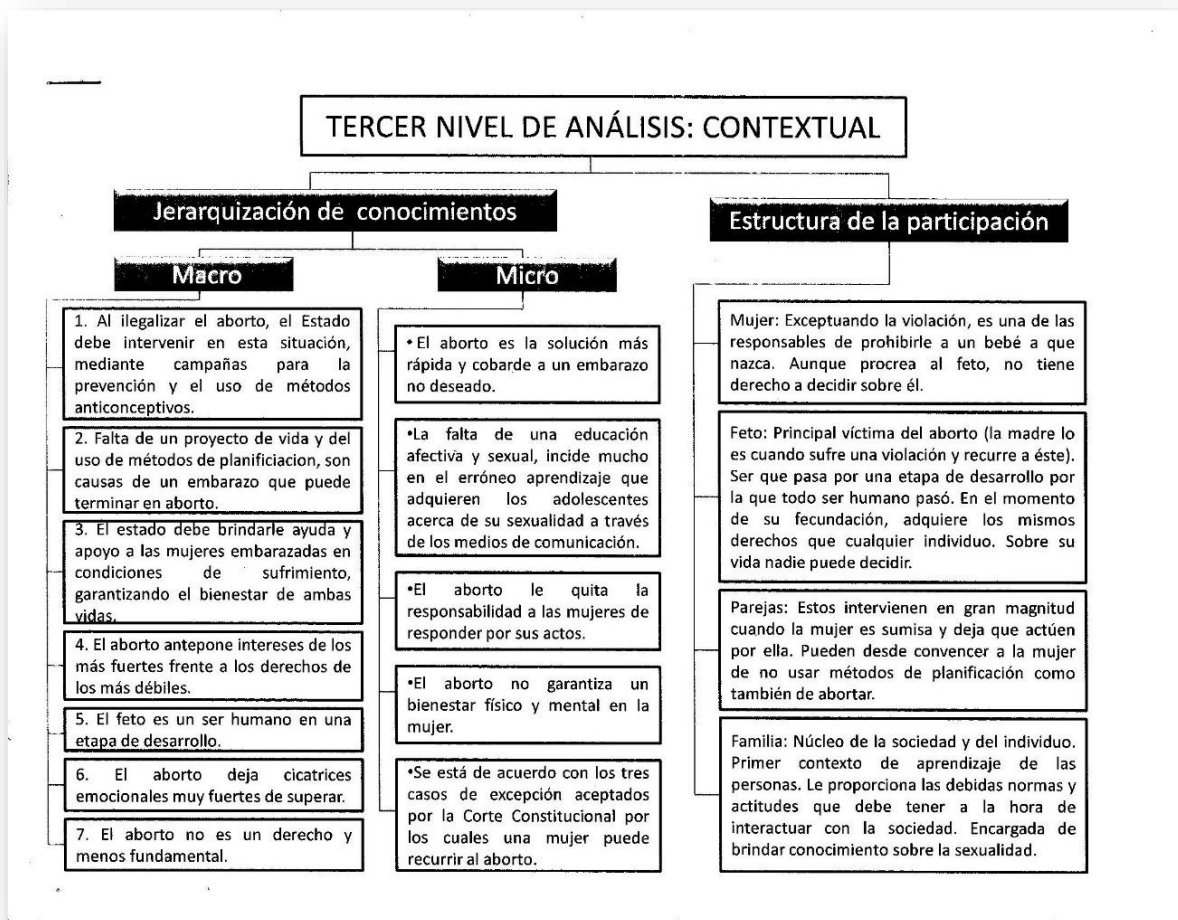 TERCER NIVEL DE ANÁLISIS: CONTEXTUAL
Jerarquización de conocimientos
Macro
1. Al ilegalizar el aborto, el Estado
debe intervenir en esta situación,
mediante campañas para la
prevención y el uso de métodos
anticonceptivos.
2. Falta de un proyecto de vida y del
uso de métodos de planificiacion, son
causas de un embarazo que puede
terminar en aborto.
3. El estado debe brindarle ayuda y
apoyo a las mujeres embarazadas en
condiciones de sufrimiento,
garantizando el bienestar de ambas
vidas.
4. El aborto antepone intereses de los
más fuertes frente a los derechos de
los más débiles.
5. El feto es un ser humano en una
etapa de desarrollo.
6. El aborto deja cicatrices
emocionales muy fuertes de superar.
7. El aborto no es un derecho y
menos fundamental.
Micro
• El aborto es la solución más
rápida y cobarde a un embarazo
no deseado.
•La falta de una educación
afectiva y sexual, incide mucho
en el erróneo aprendizaje que
adquieren los adolescentes
acerca de su sexualidad a través
de los medios de comunicación.
•El aborto le quita la
responsabilidad a las mujeres de
responder por sus actos.
•El aborto no garantiza un
bienestar físico y mental en la
mujer.
•Se está de acuerdo con los tres
casos de excepción aceptados
por la Corte Constitucional por
los cuales una mujer puede
recurrir al aborto.
Estructura de la participación
Mujer: Exceptuando la violación, es una de las
responsables de prohibirle a un bebé a que
nazca. Aunque procrea al feto, no tiene
derecho a decidir sobre él.
Feto: Principal víctima del aborto (la madre lo
es cuando sufre una violación y recurre a éste).
Ser que pasa por una etapa de desarrollo por
la que todo ser humano pasó. En el momento
de su fecundación, adquiere los mismos
derechos que cualquier individuo. Sobre su
vida nadie puede decidir.
Parejas: Estos intervienen en gran magnitud
cuando la mujer es sumisa y deja que actúen
por ella. Pueden desde convencer a la mujer
de no usar métodos de planificación como
también de abortar.
Familia: Núcleo de la sociedad y del individuo.
Primer contexto de aprendizaje de las
personas. Le proporciona las debidas normas y
actitudes que debe tener a la hora de
interactuar con la sociedad. Encargada de
brindar conocimiento sobre la sexualidad.